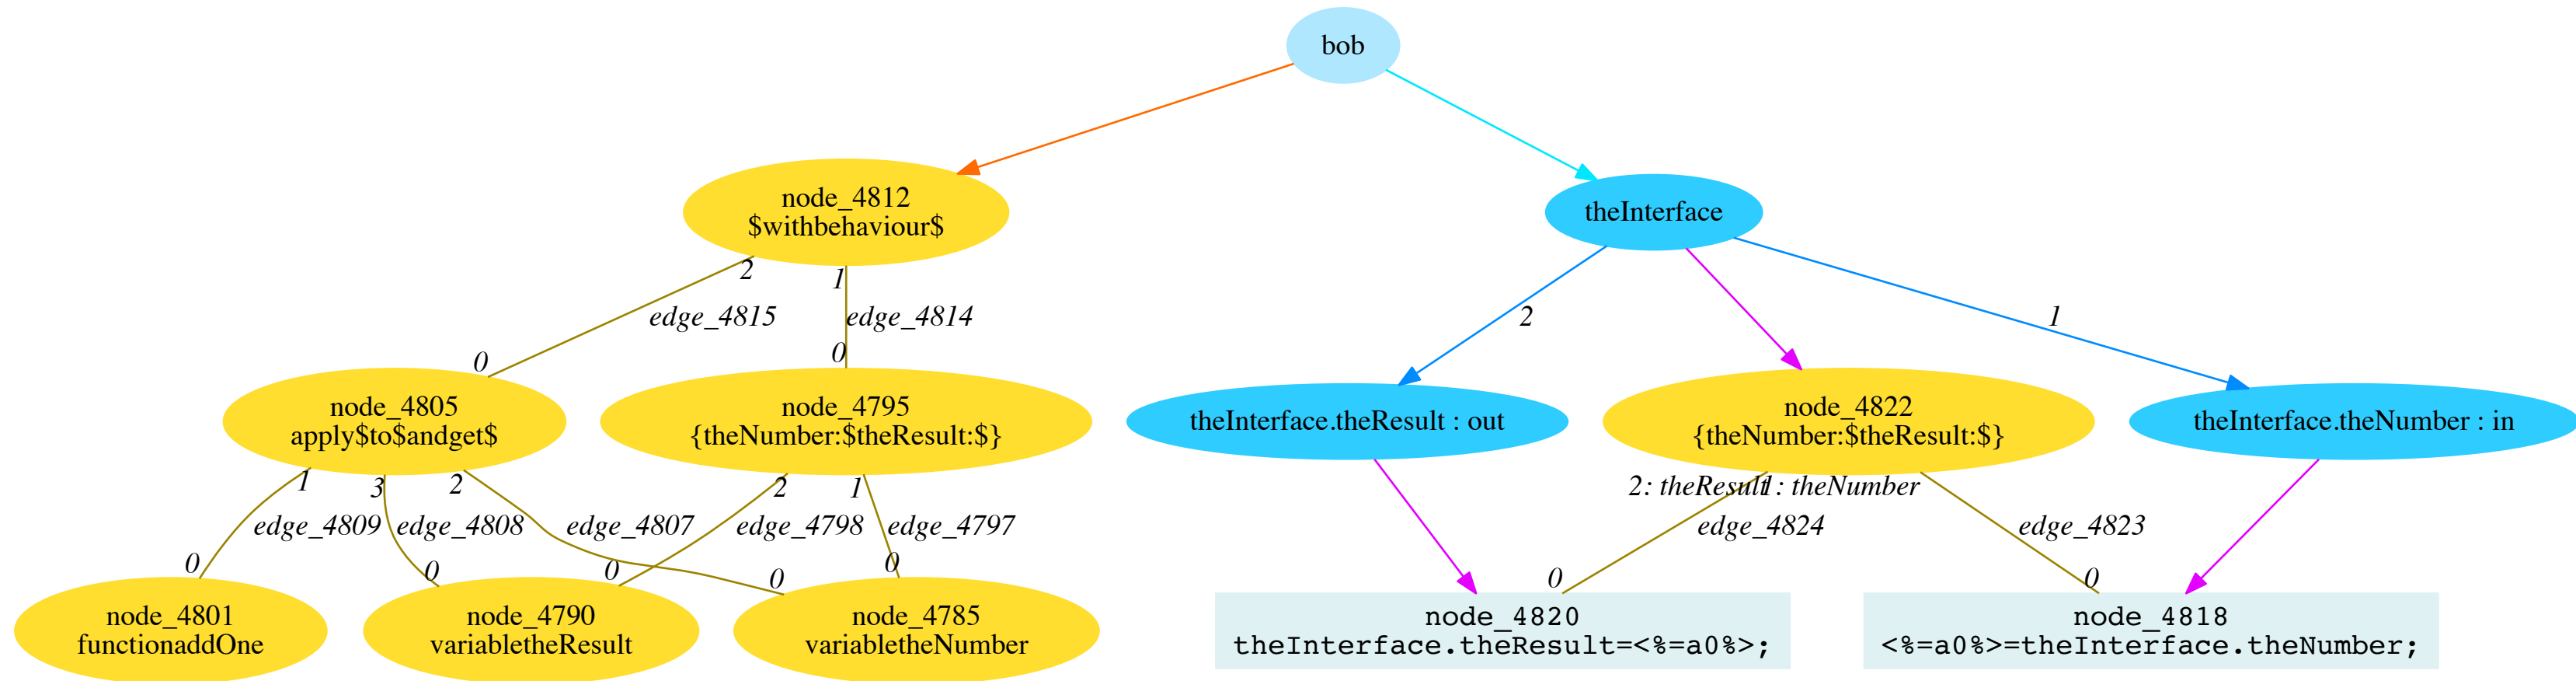 bob
node_4812
$withbehaviour$
theInterface
2
1
edge_4815
edge_4814
2
1
0
0
node_4805
apply$to$andget$
node_4795
{theNumber:$theResult:$}
theInterface.theResult : out
node_4822
{theNumber:$theResult:$}
theInterface.theNumber : in
1
3
2
2
1
2: theResult
1: theNumber
edge_4809
edge_4808
edge_4807
edge_4798
edge_4797
edge_4824
edge_4823
0
0
0
0
0
0
0
node_4801
functionaddOne
node_4790
variabletheResult
node_4785
variabletheNumber
node_4820
theInterface.theResult=<%=a0%>;
node_4818
<%=a0%>=theInterface.theNumber;